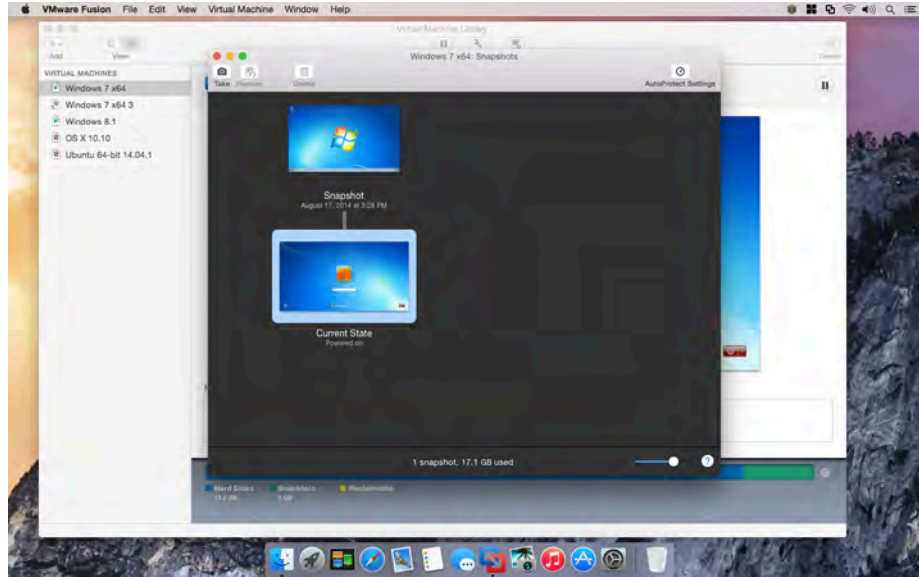 VMware Fusion File Edit View Virtual Machine Window Help
Virtual Machine Library
Add View
Windows 7 x64: Snapshots
VIRTUAL MACHINES
Take Restore Delete AutoProtect Settings
Windows 7 x64
Windows 7 x64 3
Windows 8.1
OS X 10.10
Ubuntu 64-bit 14.04.1
Snapshot
August 17, 2014 at 3:28 PM
Current State
Powered on
1 snapshot, 17.1 GB used
?
Hard Disks Snapshots Reclaimable